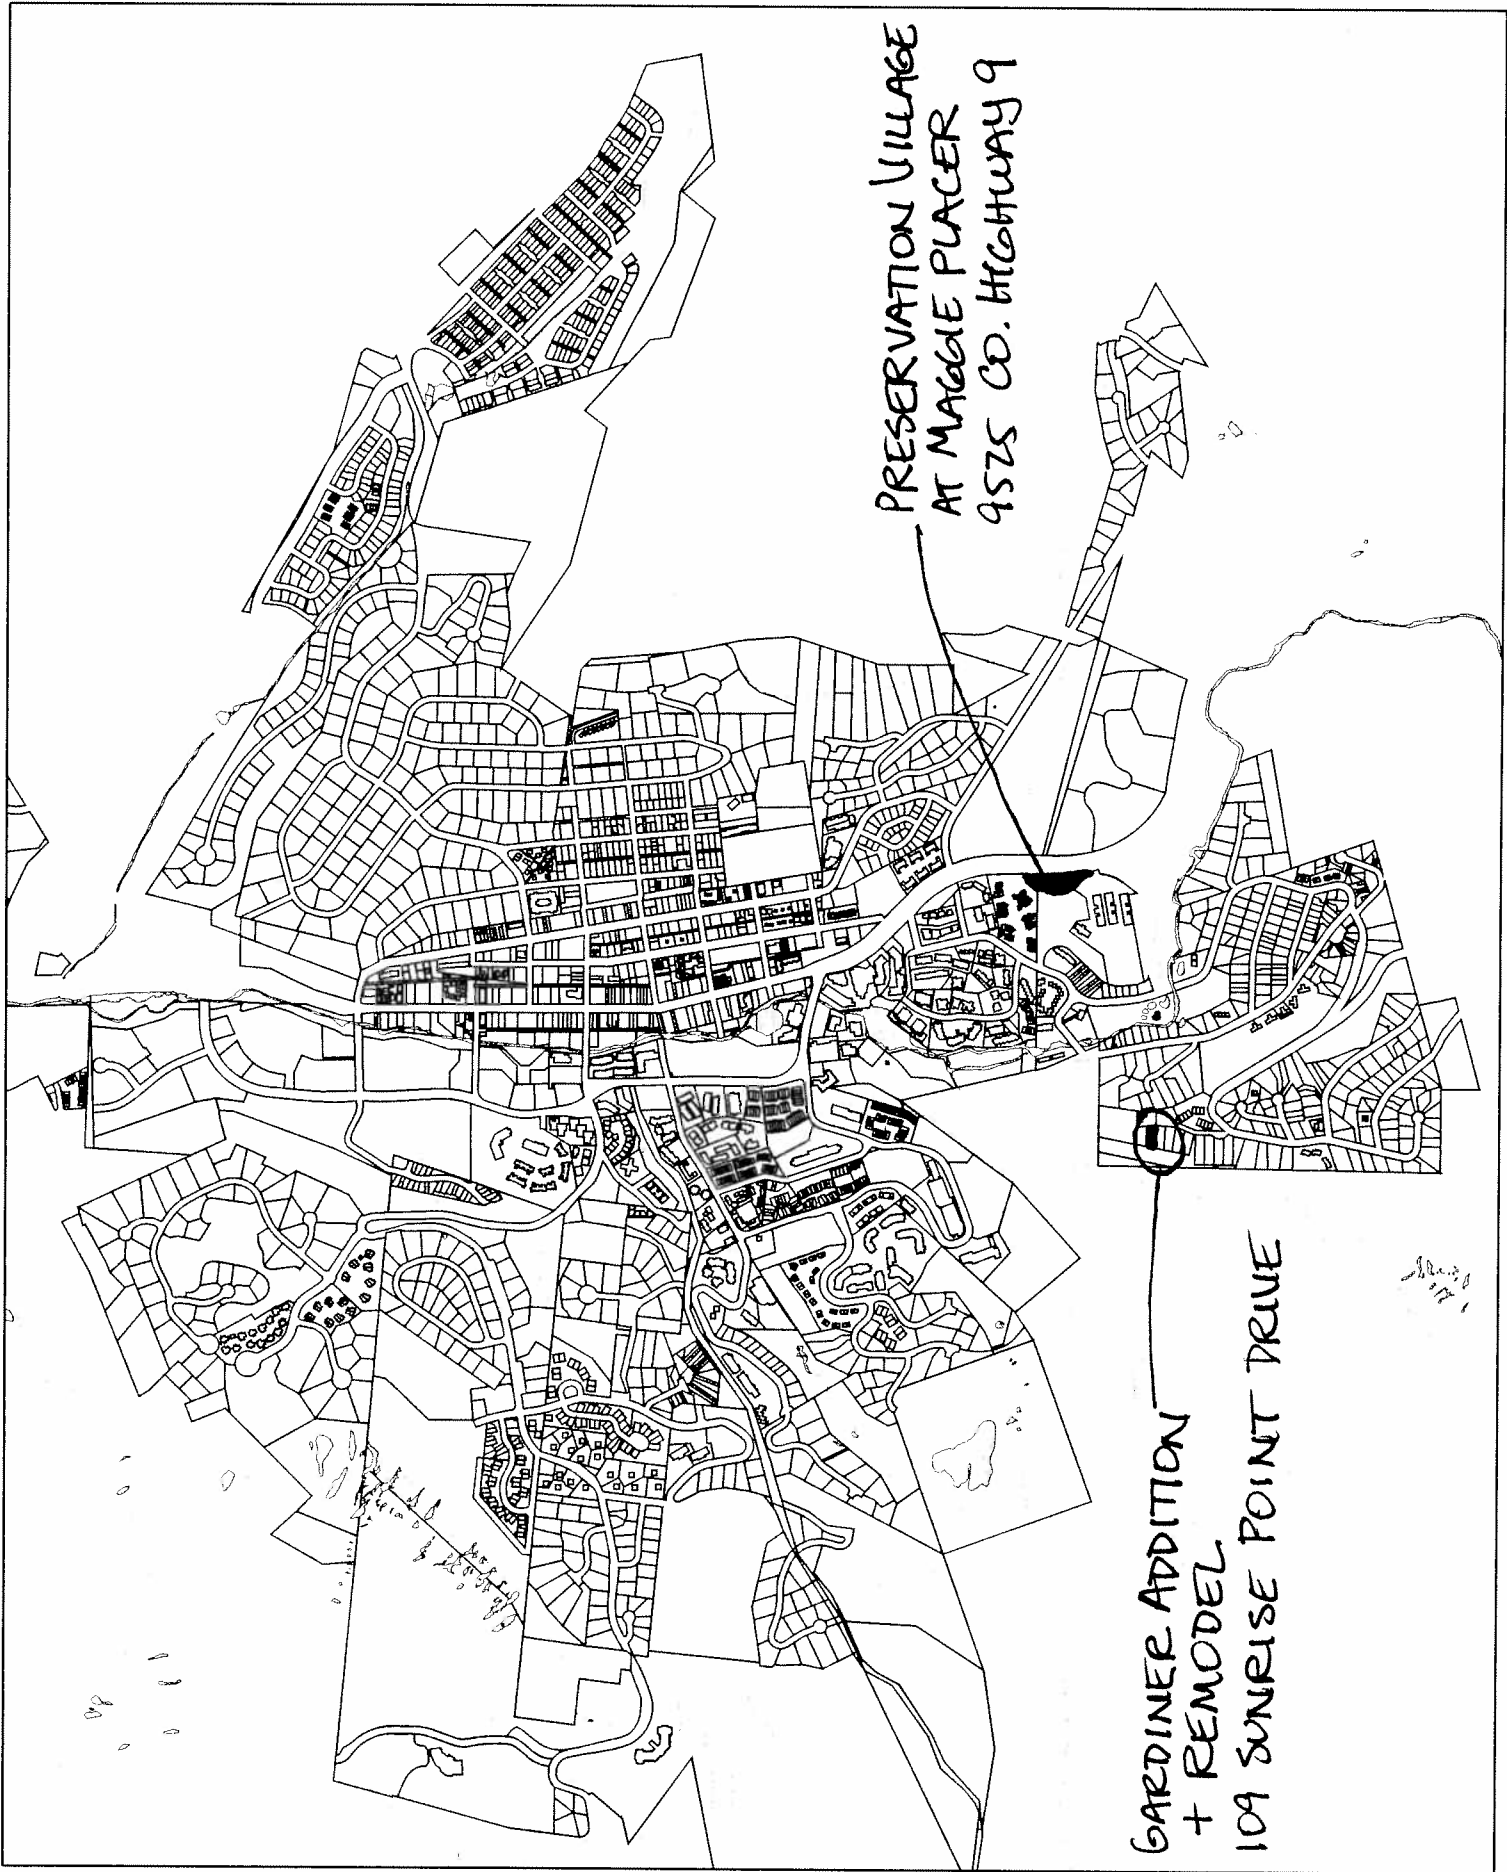 PRESERVATION VILLAGE
AT MAGGIE PLACER
9525 CO. HIGHWAY 9
GARDINER ADDITION
+ REMODEL
109 SUNRISE POINT DRIVE